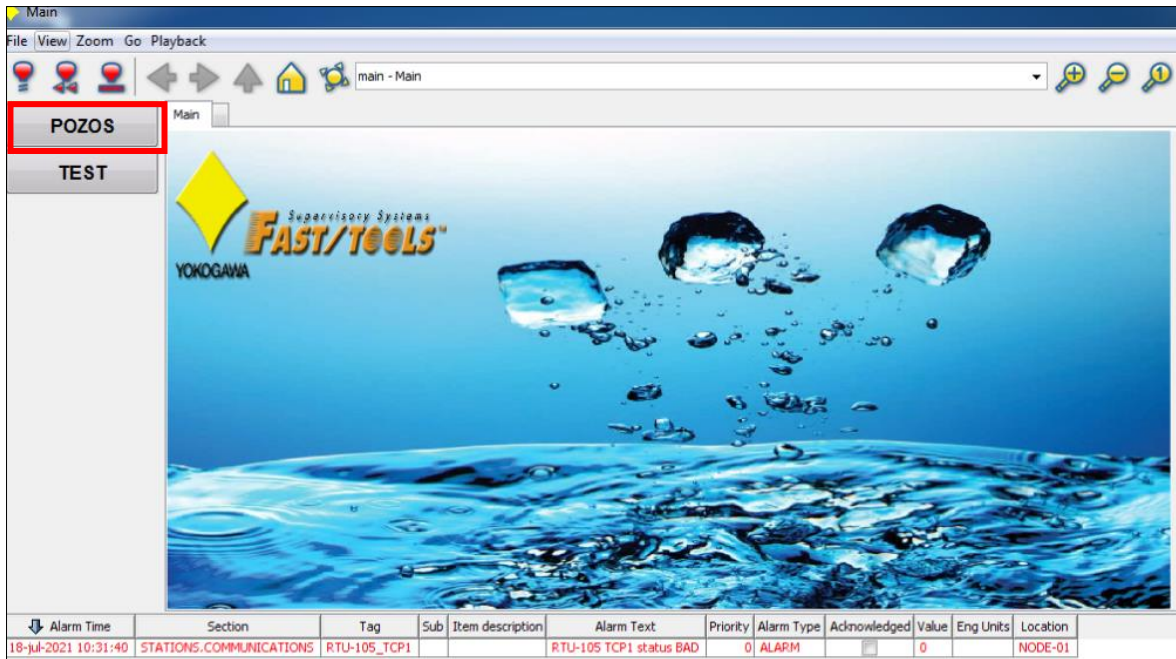 Main
File View Zoom Go Playback
main - Main
1
POZOS
Main
TEST
Supervisory Systems
FAST/TOOLS™
YOKOGAWA
Alarm Time Section Tag Sub Item description Alarm Text Priority Alarm Type Acknowledged Value Eng Units Location
18-jul-2021 10:31:40 STATIONS.COMMUNICATIONS RTU-105_TCP1 RTU-105 TCP1 status BAD 0 ALARM 0 NODE-01